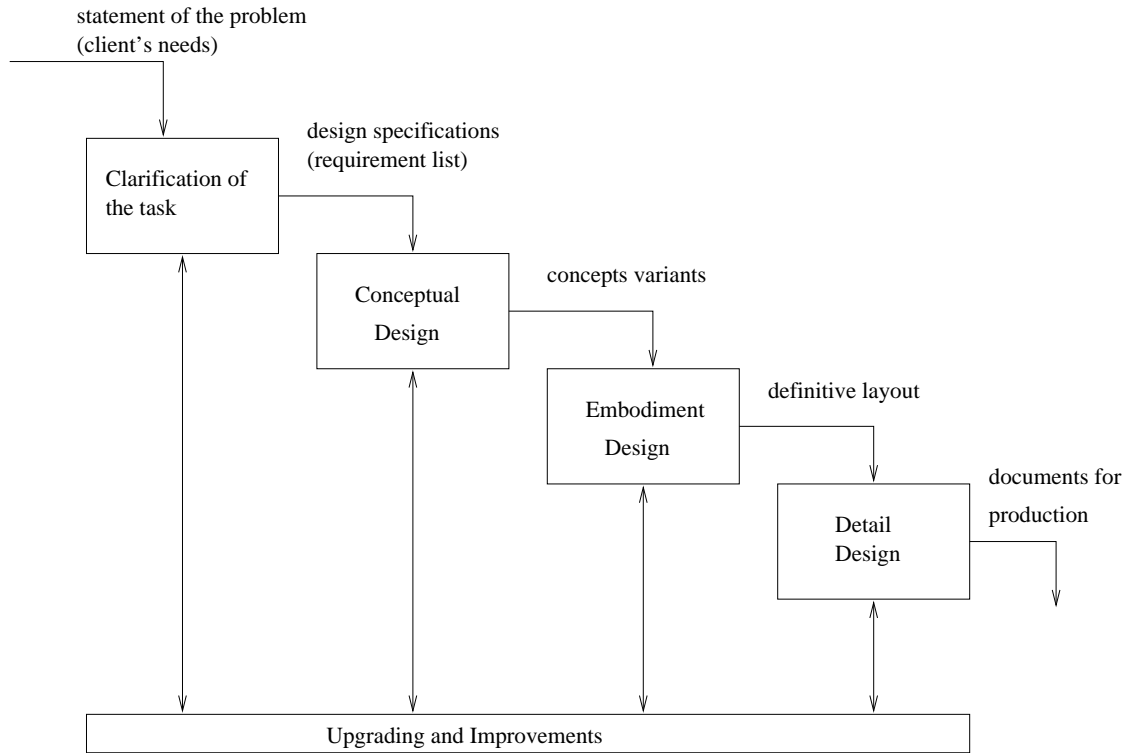 statement of the problem
(client's needs)
design specifications
(requirement list)
Clarification of
the task
concepts variants
Conceptual
Design
definitive layout
Embodiment
Design
documents for
production
Detail
Design
Upgrading and Improvements